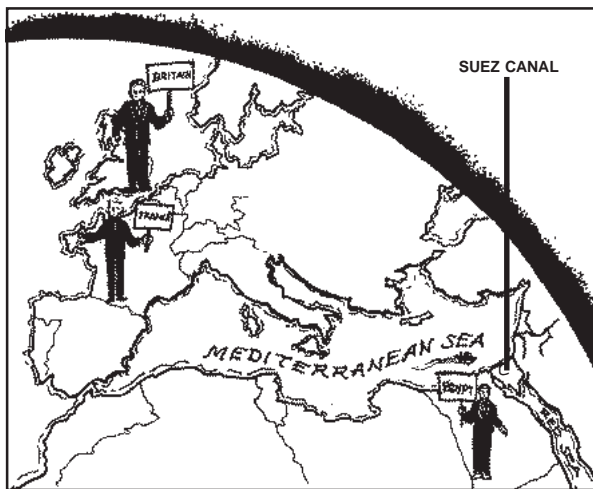 SUEZ CANAL
BRITAIN
FRANCE
MEDITERRANEAN SEA
EGYPT